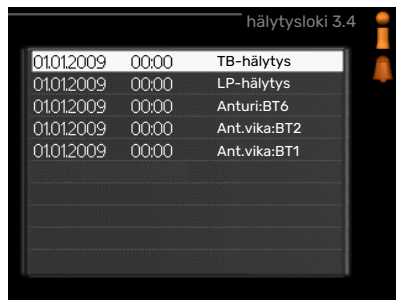 hälytysloki 3.4
01.01.2009 00:00 TB-hälytys
01.01.2009 00:00 LP-hälytys
01.01.2009 00:00 Anturi:BT6
01.01.2009 00:00 Ant.vika:BT2
01.01.2009 00:00 Ant.vika:BT1